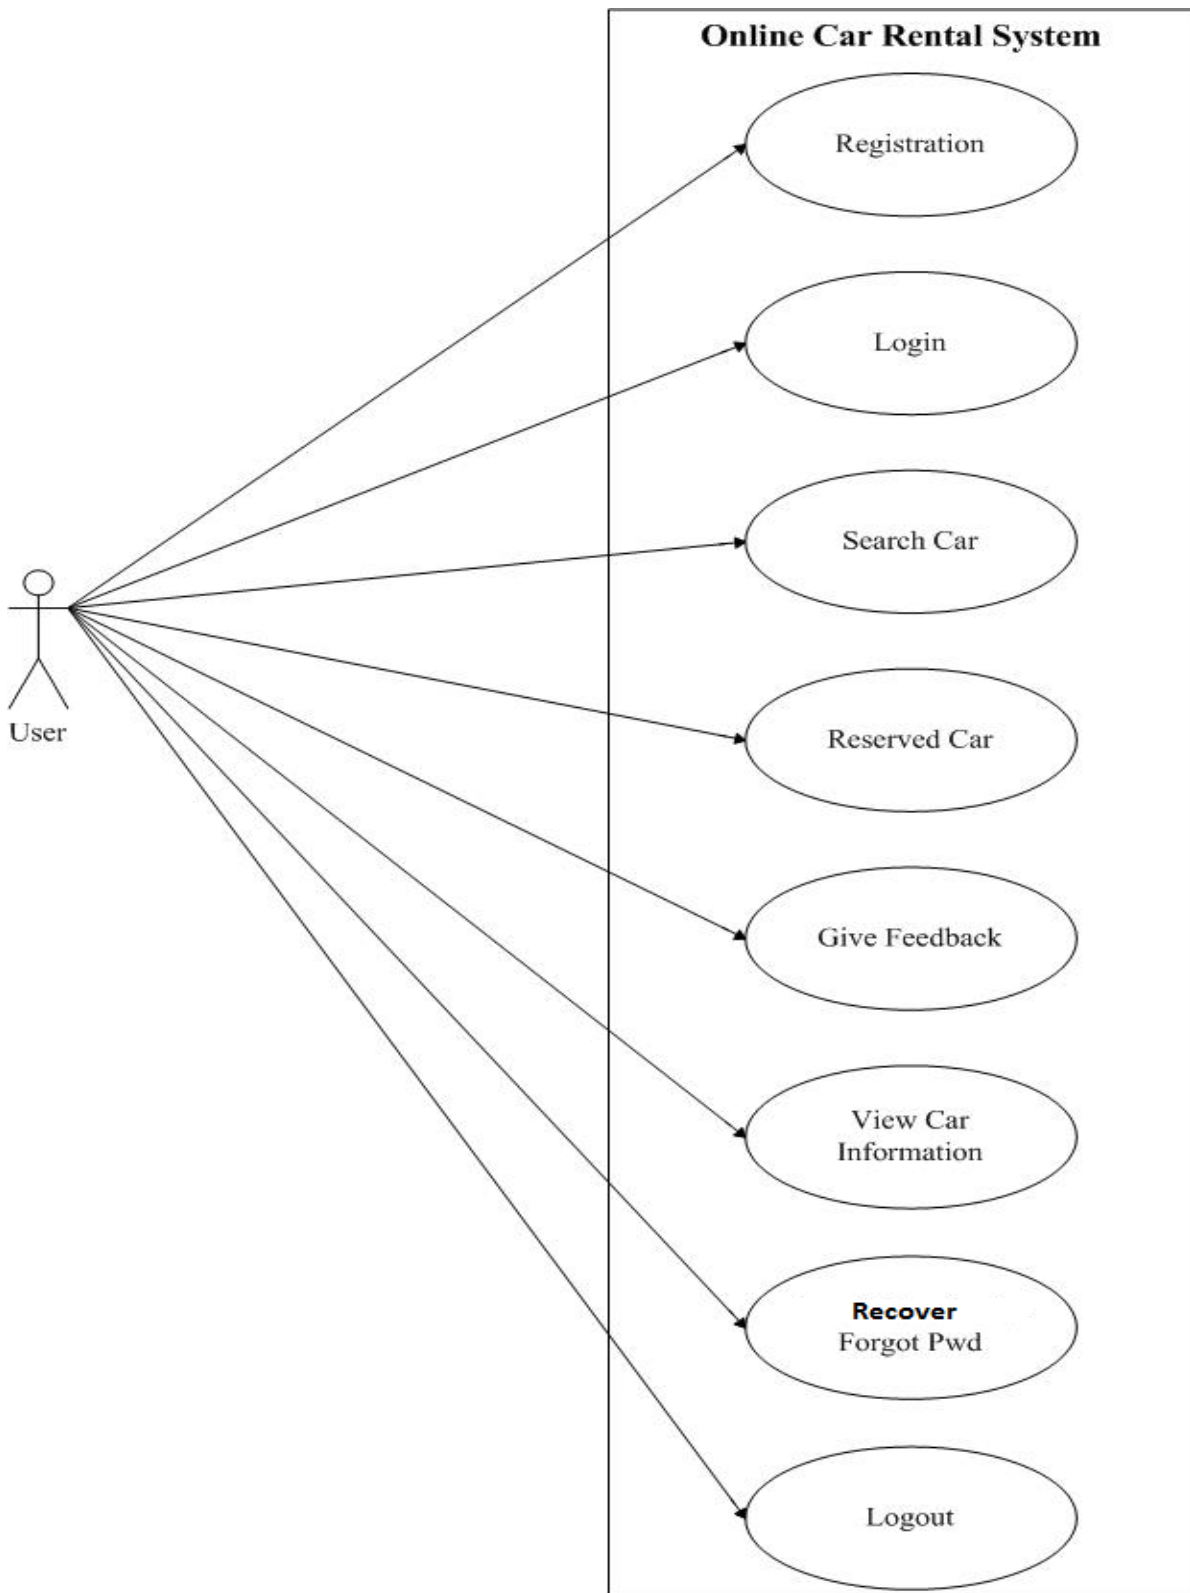 Online Car Rental System
Registration
Login
Search Car
User
Reserved Car
Give Feedback
View Car
Information
Recover
Forgot Pwd
Logout